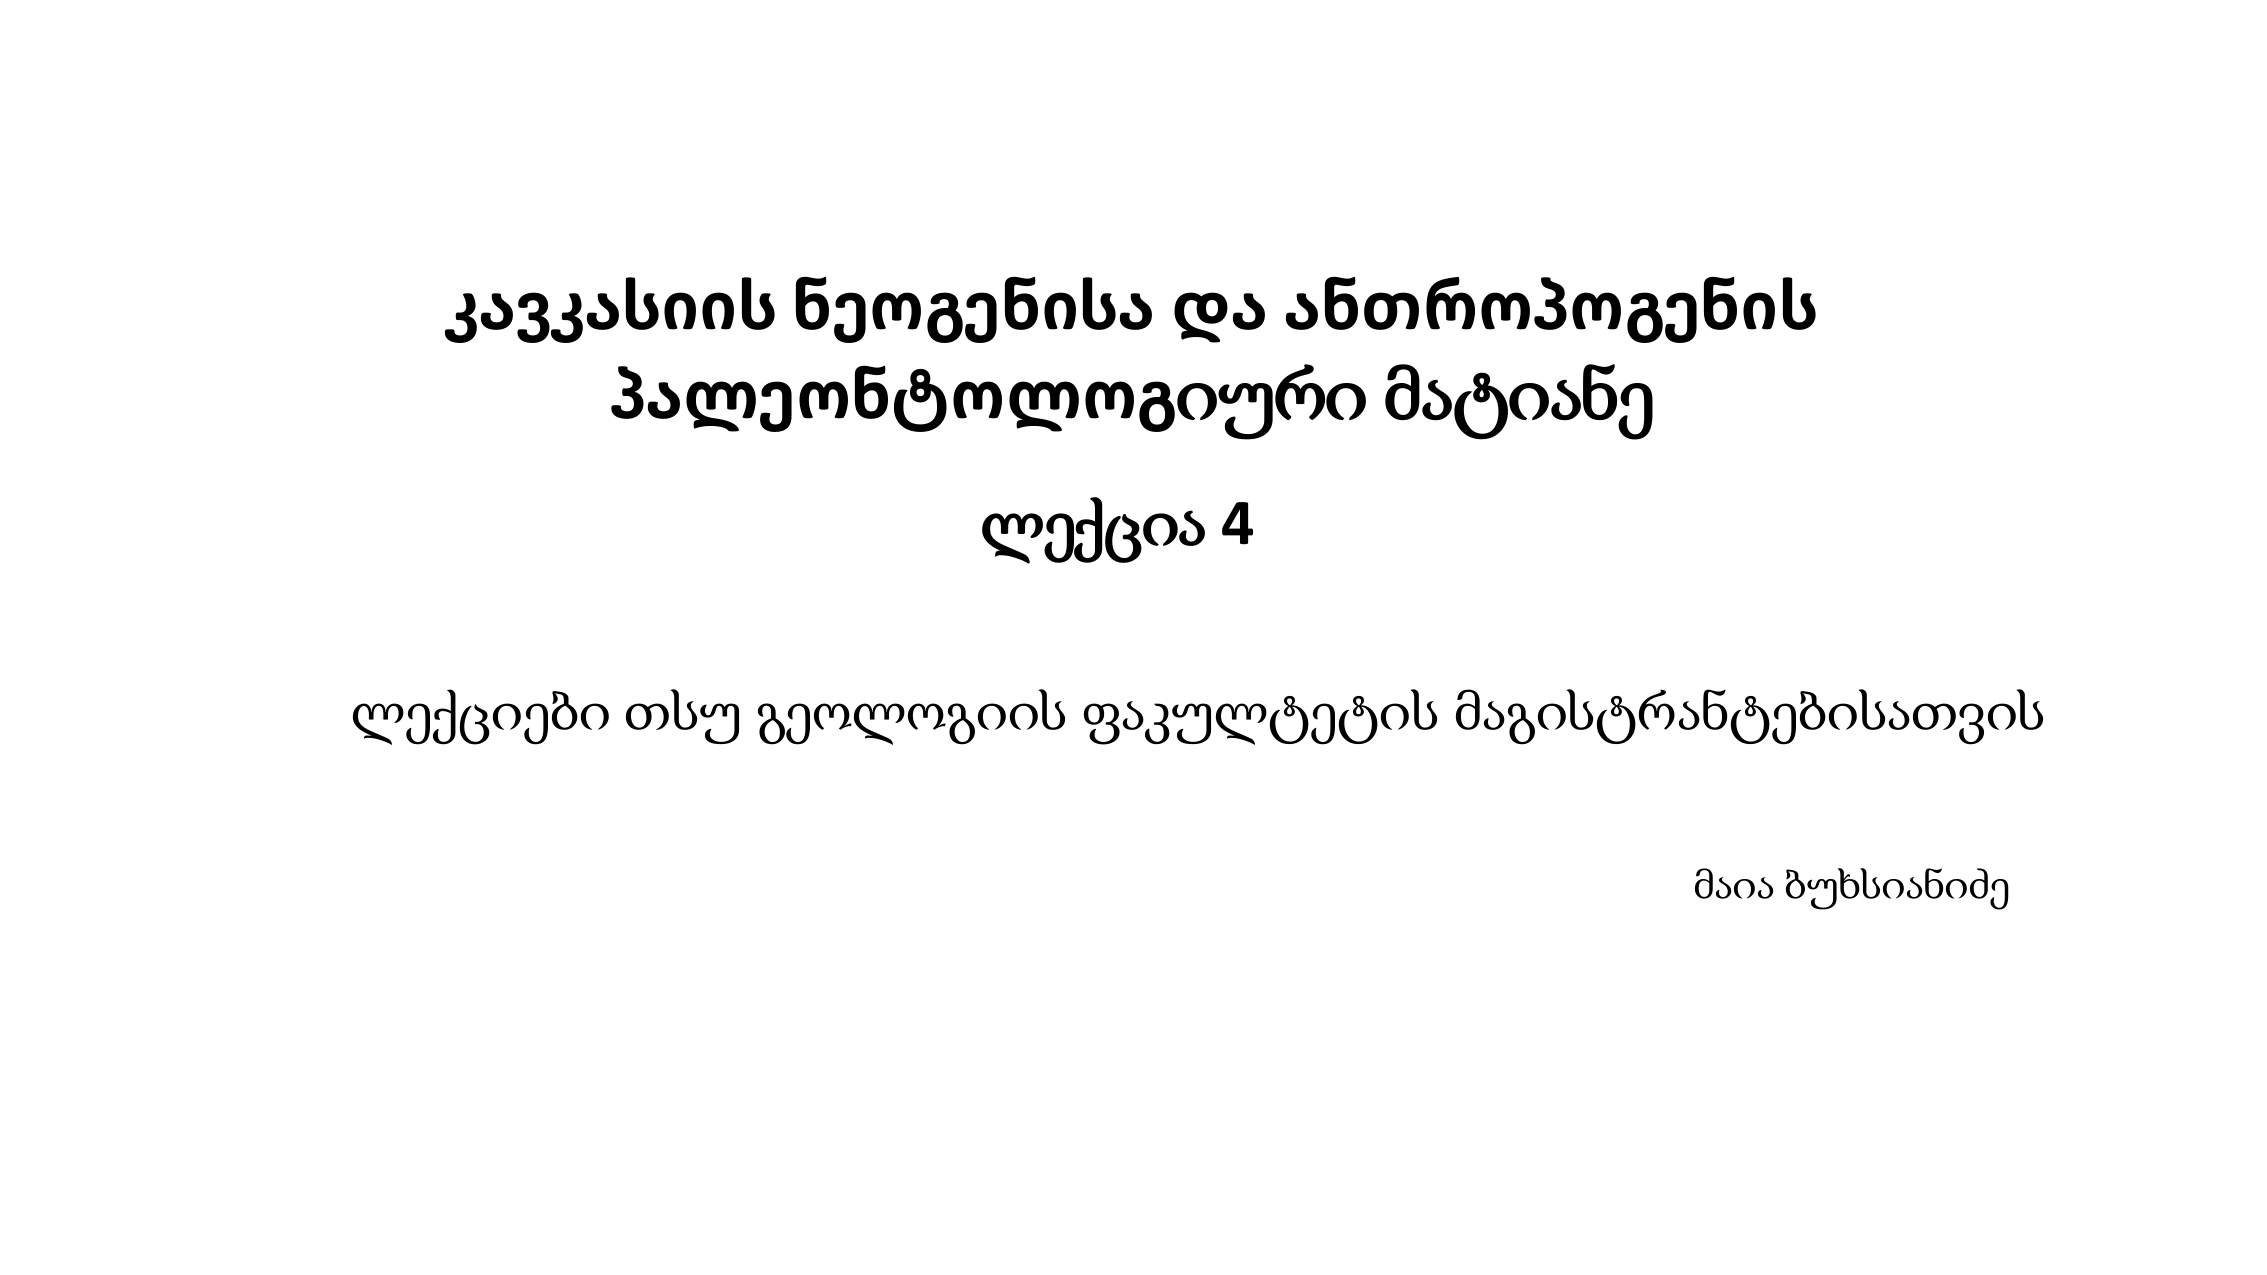 კავკასიის ნეოგენისა და ანთროპოგენის
პალეონტოლოგიური მატიანე
ლექცია 4
ლექციები თსუ გეოლოგიის ფაკულტეტის მაგისტრანტებისათვის
მაია ბუხსიანიძე